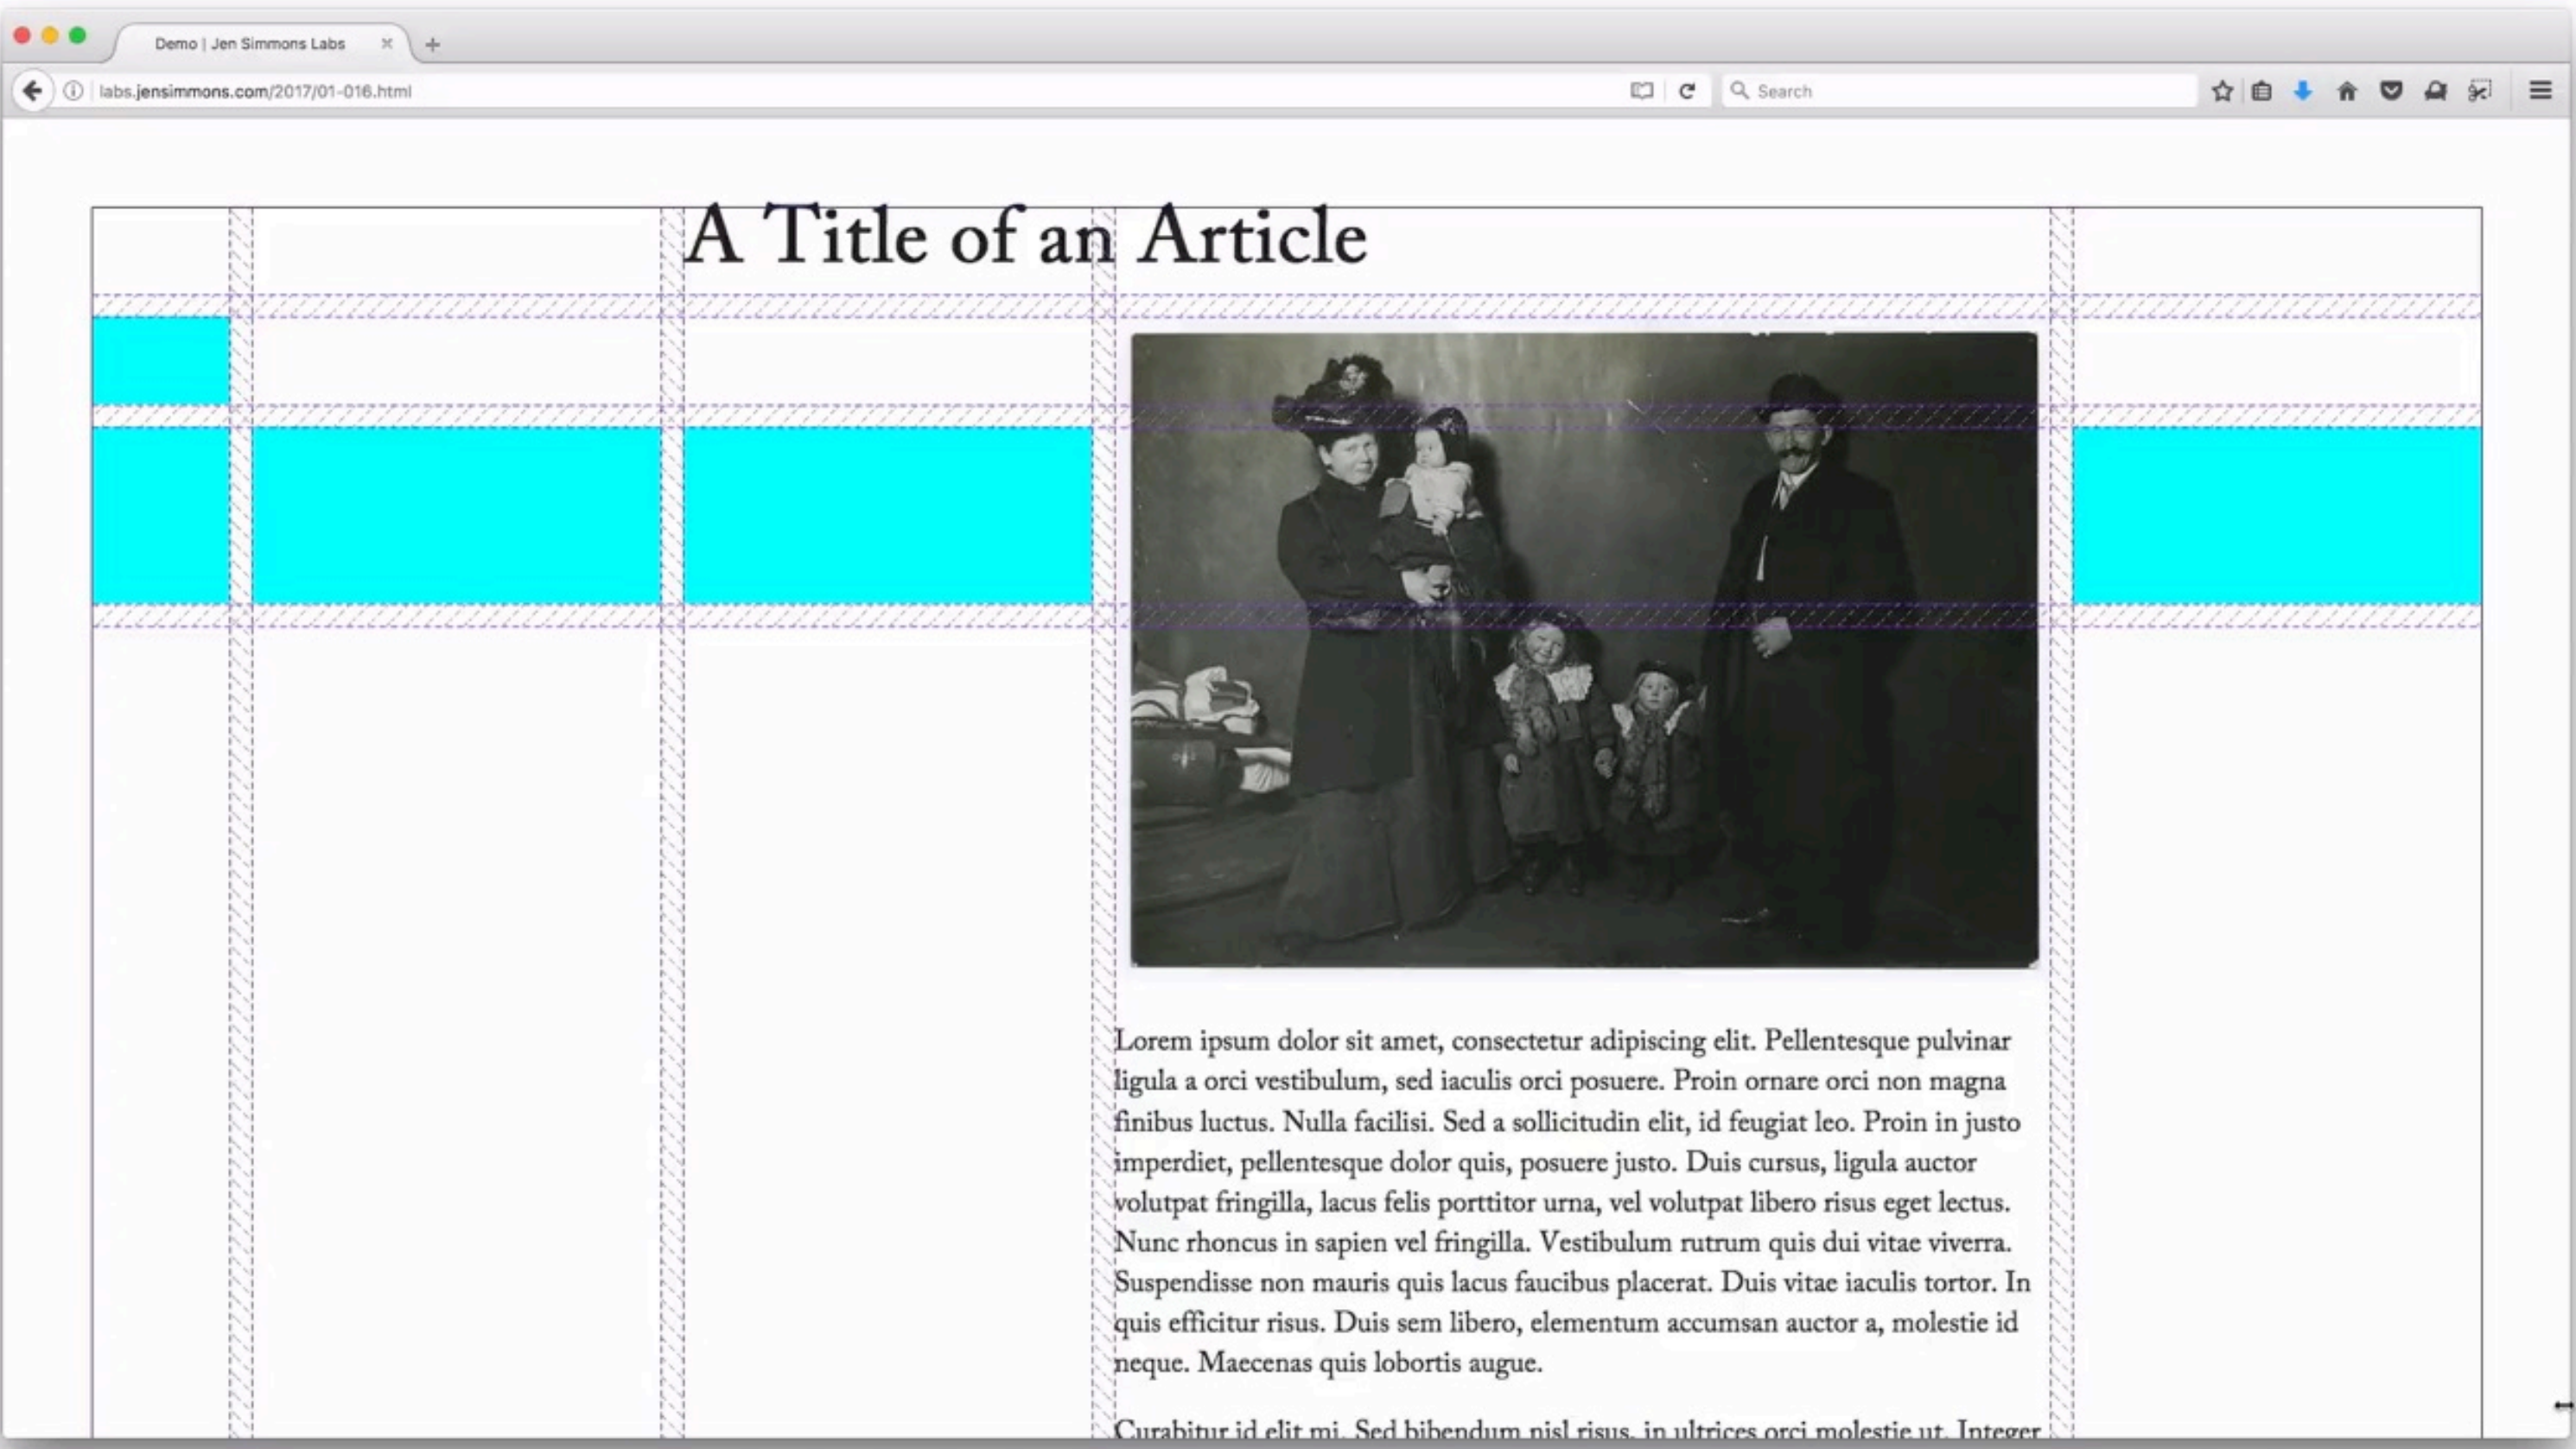 Demo | Jen Simmons Labs
labs.jensimmons.com/2017/01-016.html
Search
A Title of an Article
Lorem ipsum dolor sit amet, consectetur adipiscing elit. Pellentesque pulvinar
ligula a orci vestibulum, sed iaculis orci posuere. Proin ornare orci non magna
finibus luctus. Nulla facilisi. Sed a sollicitudin elit, id feugiat leo. Proin in justo
imperdiet, pellentesque dolor quis, posuere justo. Duis cursus, ligula auctor
volutpat fringilla, lacus felis porttitor urna, vel volutpat libero risus eget lectus.
Nunc rhoncus in sapien vel fringilla. Vestibulum rutrum quis dui vitae viverra.
Suspendisse non mauris quis lacus faucibus placerat. Duis vitae iaculis tortor. In
quis efficitur risus. Duis sem libero, elementum accumsan auctor a, molestie id
neque. Maecenas quis lobortis augue.
Curabitur id elit mi. Sed bibendum nisl risus, in ultrices orci molestie ut. Integer